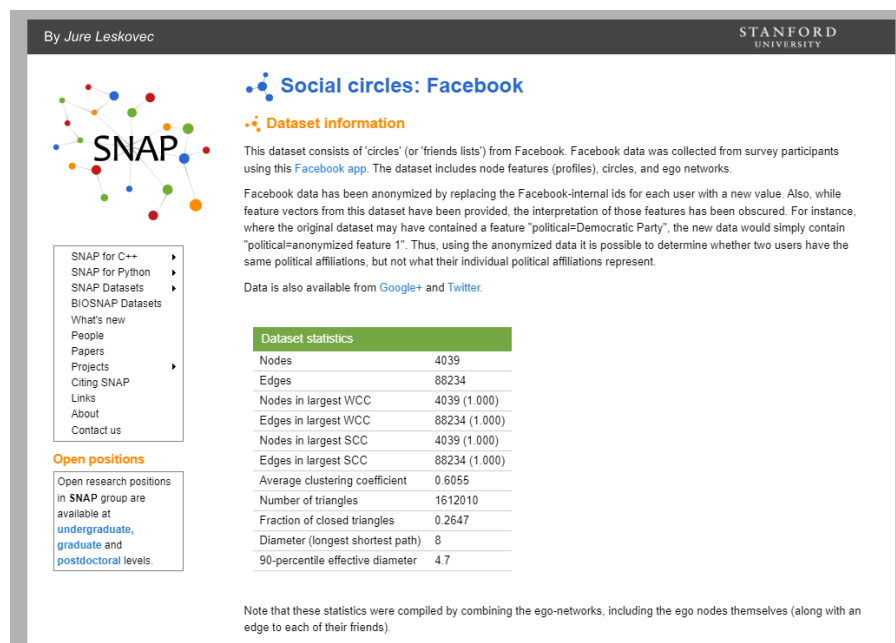 By Jure Leskovec
STANFORD
UNIVERSITY
SNAP
SNAP for C++
SNAP for Python
SNAP Datasets
BIOSNAP Datasets
What's new
People
Papers
Projects
Citing SNAP
Links
About
Contact us
Open positions
Open research positions
in SNAP group are
available at
undergraduate,
graduate and
postdoctoral levels.
Social circles: Facebook
Dataset information
This dataset consists of 'circles' (or 'friends lists') from Facebook. Facebook data was collected from survey participants
using this Facebook app. The dataset includes node features (profiles), circles, and ego networks.
Facebook data has been anonymized by replacing the Facebook-internal ids for each user with a new value. Also, while
feature vectors from this dataset have been provided, the interpretation of those features has been obscured. For instance,
where the original dataset may have contained a feature "political=Democratic Party", the new data would simply contain
"political=anonymized feature 1". Thus, using the anonymized data it is possible to determine whether two users have the
same political affiliations, but not what their individual political affiliations represent.
Data is also available from Google+ and Twitter.
Dataset statistics
Nodes 4039
Edges 88234
Nodes in largest WCC 4039 (1.000)
Edges in largest WCC 88234 (1.000)
Nodes in largest SCC 4039 (1.000)
Edges in largest SCC 88234 (1.000)
Average clustering coefficient 0.6055
Number of triangles 1612010
Fraction of closed triangles 0.2647
Diameter (longest shortest path) 8
90-percentile effective diameter 4.7
Note that these statistics were compiled by combining the ego-networks, including the ego nodes themselves (along with an
edge to each of their friends).